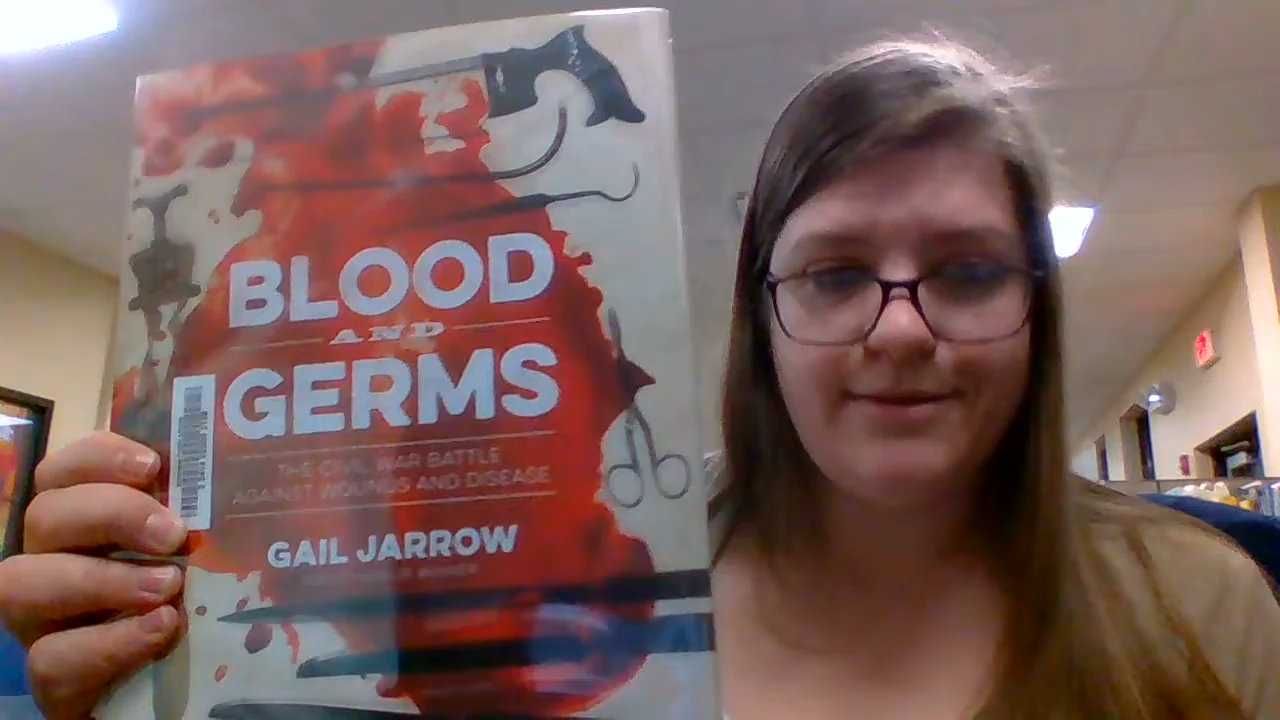 BLOOD
AND
GERMS
THE CIVIL WAR BATTLE
AGAINST WOUNDS AND DISEASE
GAIL JARROW